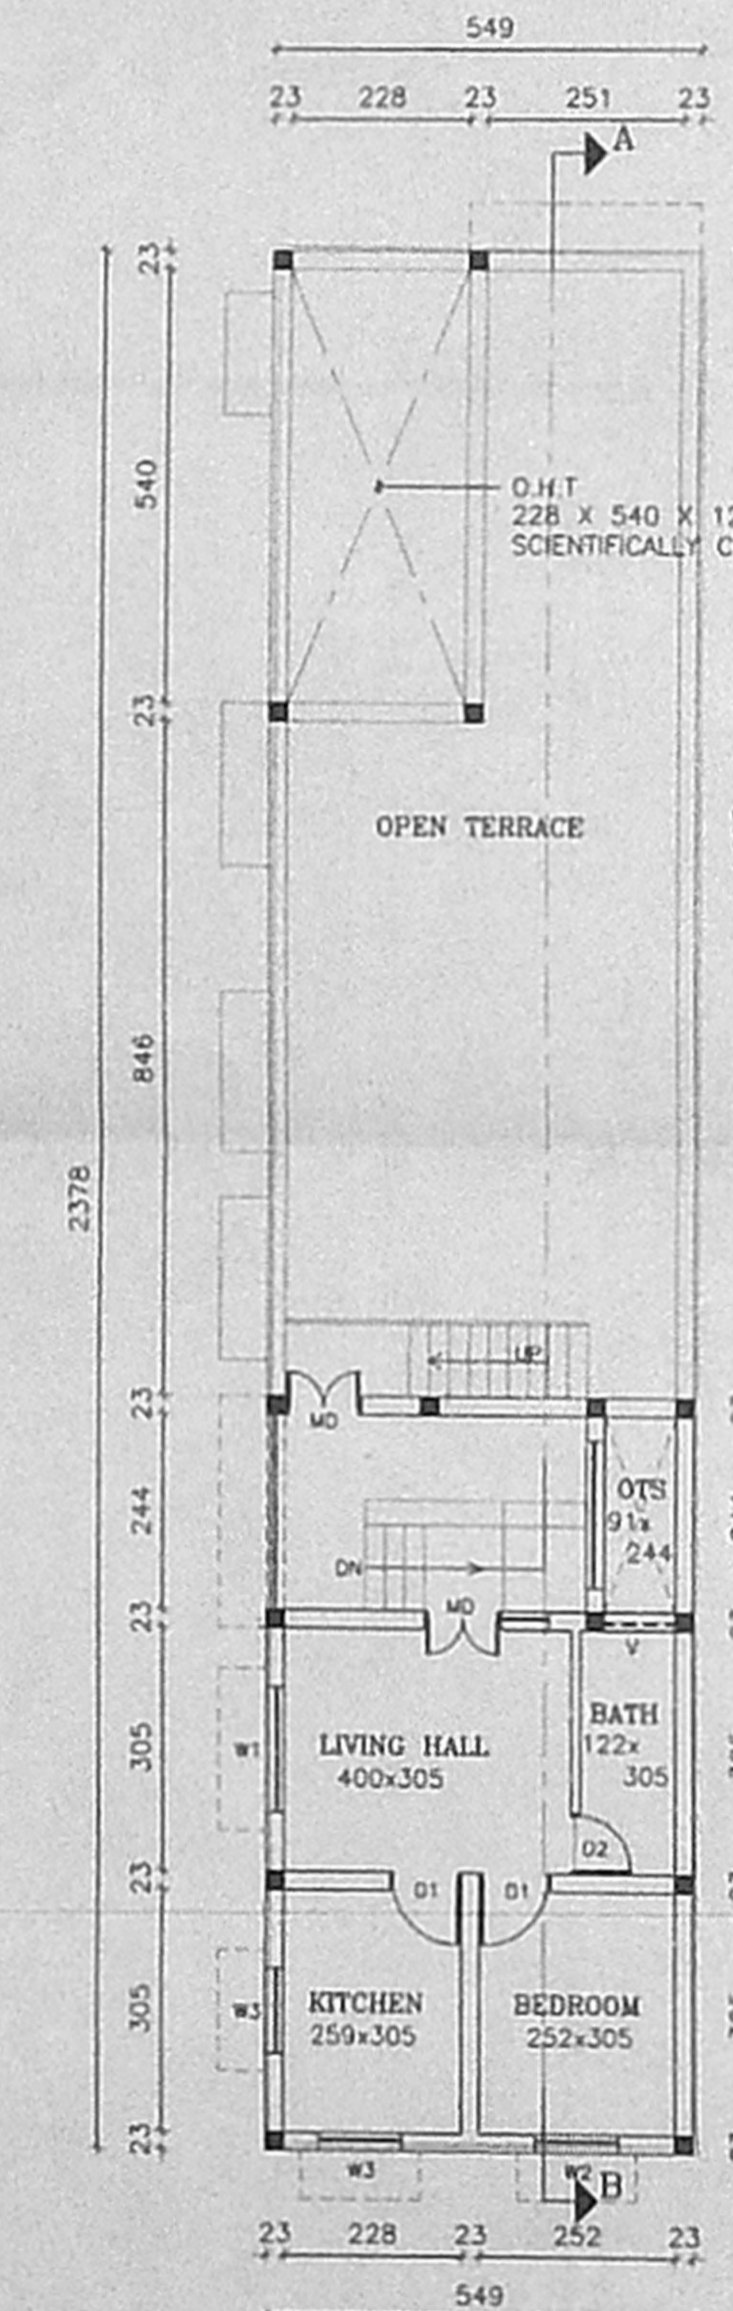 549
23 228 23 251 23
A
23
540
O.H.T
228 X 540 X 12
SCIENTIFICALLY C
23
OPEN TERRACE
846
2378
UP
23
MD
244
OTS
91x
244
DN
MD
23
V
BATH
122x
305
W1
LIVING HALL
400x305
305
D2
23
D1 D1
W3
KITCHEN
259x305
BEDROOM
252x305
305
23
W3 W2
B
23 228 23 252 23
549